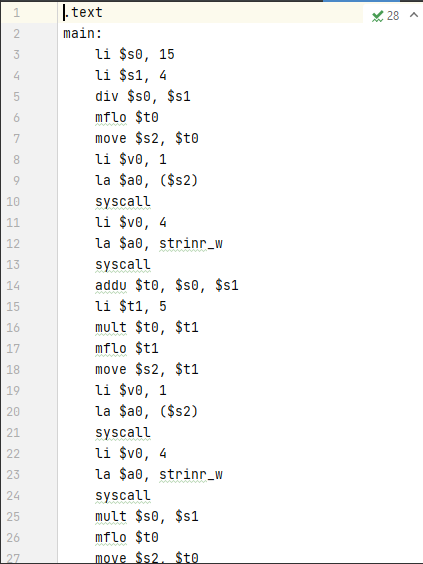 28
1 .text
2 main:
3 li $s0, 15
4 li $s1, 4
5 div $s0, $s1
6 mflo $t0
7 move $s2, $t0
8 li $v0, 1
9 la $a0, ($s2)
10 syscall
11 li $v0, 4
12 la $a0, strinr_w
13 syscall
14 addu $t0, $s0, $s1
15 li $t1, 5
16 mult $t0, $t1
17 mflo $t1
18 move $s2, $t1
19 li $v0, 1
20 la $a0, ($s2)
21 syscall
22 li $v0, 4
23 la $a0, strinr_w
24 syscall
25 mult $s0, $s1
26 mflo $t0
27 move $s2, $t0